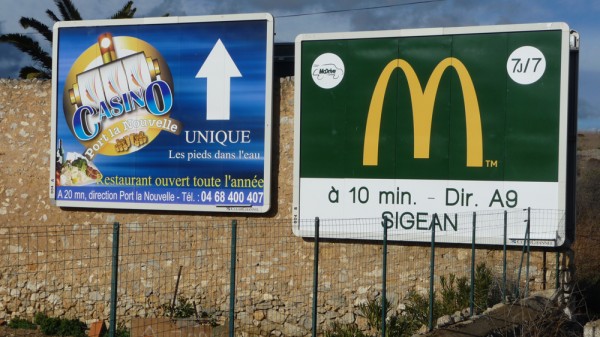 CASINO
Port la Nouvelle
UNIQUE
Les pieds dans l'eau
Restaurant ouvert toute l'année
A 20 mn, direction Port la Nouvelle - Tél. : 04 68 400 407
McDrive
7J/7
M
TM
à 10 min. - Dir. A9
SIGEAN